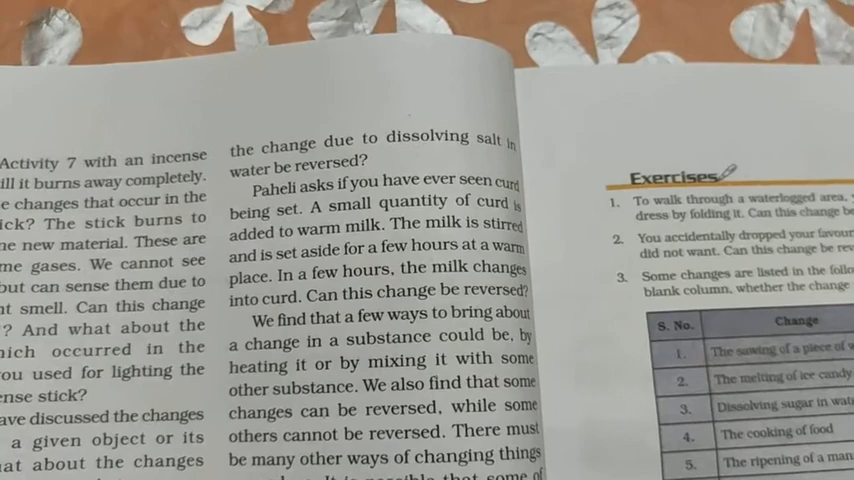 Activity 7 with an incense
ill it burns away completely.
e changes that occur in the
ick? The stick burns to
ne new material. These are
me gases. We cannot see
but can sense them due to
nt smell. Can this change
? And what about the
hich occurred in the
ou used for lighting the
ense stick?
ave discussed the changes
a given object or its
at about the changes
the change due to dissolving salt in
water be reversed?
Paheli asks if you have ever seen curd
being set. A small quantity of curd is
added to warm milk. The milk is stirred
and is set aside for a few hours at a warm
place. In a few hours, the milk changes
into curd. Can this change be reversed?
We find that a few ways to bring about
a change in a substance could be, by
heating it or by mixing it with some
other substance. We also find that some
changes can be reversed, while some
others cannot be reversed. There must
be many other ways of changing things
It is possible that some of
Exercises
1. To walk through a waterlogged area,
dress by folding it. Can this change be
2. You accidentally dropped your favour
did not want. Can this change be rev
3. Some changes are listed in the follo
blank column, whether the change
S. No. Change
1. The sawing of a piece of w
2. The melting of ice candy
3. Dissolving sugar in wat
4. The cooking of food
5. The ripening of a man